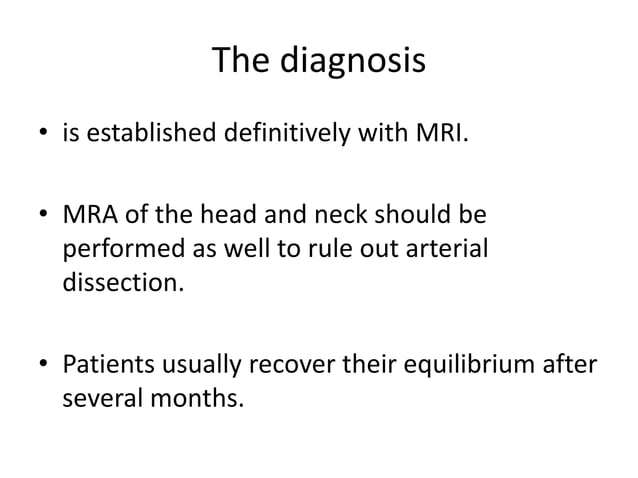 The diagnosis
• is established definitively with MRI.
• MRA of the head and neck should be
performed as well to rule out arterial
dissection.
• Patients usually recover their equilibrium after
several months.